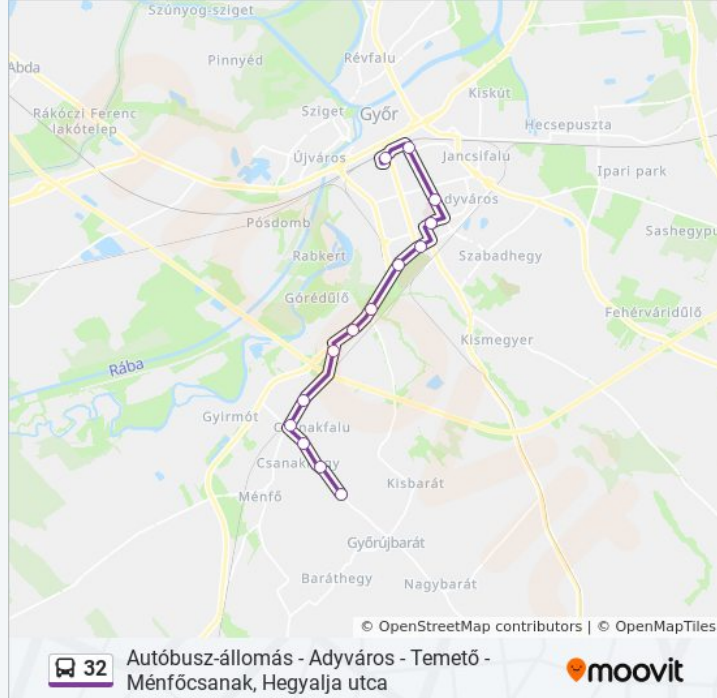 Szúnyog-sziget
Pinnyéd
Révfalu
Abda
Kiskút
Rákóczi Ferenc
lakótelep
Sziget
Győr
Hecsepuszta
Újváros
Jancsifalu
Ipari park
Adyváros
Pósdomb
Sashegypu
Rabkert
Szabadhegy
Górédűlő
Fehérváridűlő
Kismegyer
Rába
Gyirmót
Csanakfalu
Csanakhegy
Kisbarát
Ménfő
Győrújbarát
Baráthegy
Nagybarát
© OpenStreetMap contributors | © OpenMapTiles
32
Autóbusz-állomás - Adyváros - Temető -
Ménfőcsanak, Hegyalja utca
moovit